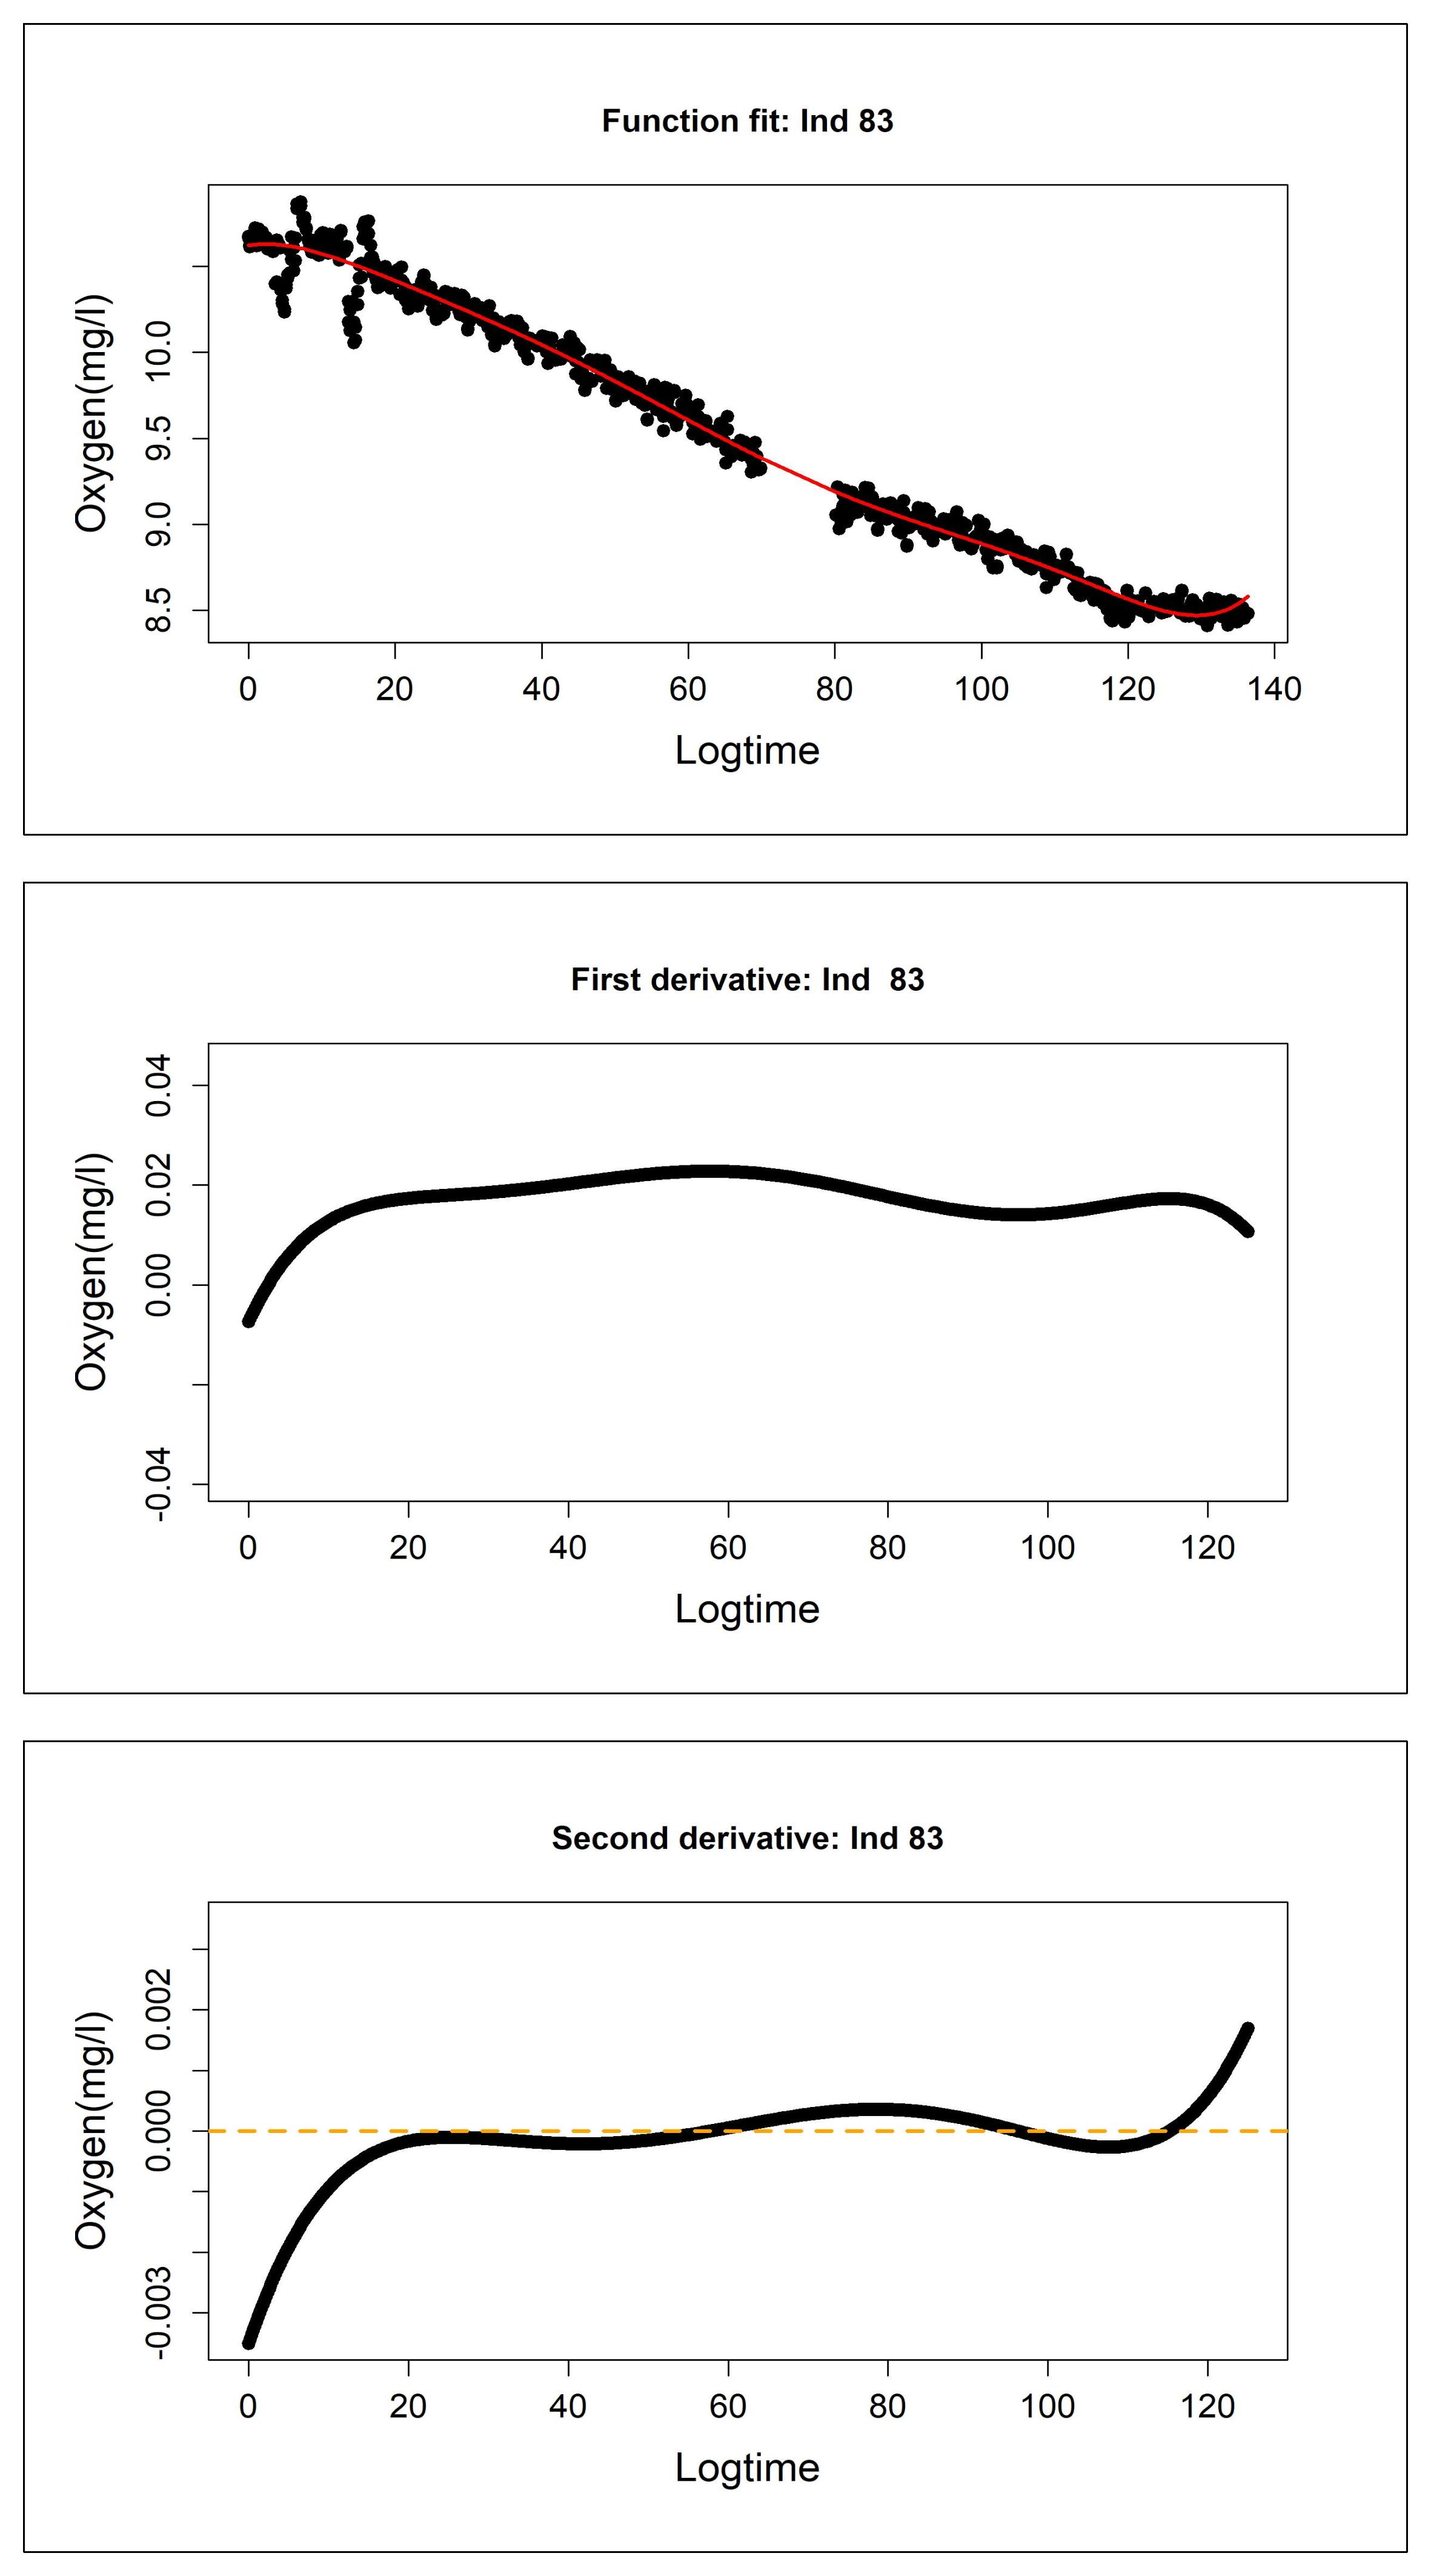 Function fit: Ind 83
Oxygen(mg/l)
10.0
9.5
9.0
8.5
0 20 40 60 80 100 120 140
Logtime
First derivative: Ind  83
Oxygen(mg/l)
0.04
0.02
0.00
-0.04
0 20 40 60 80 100 120
Logtime
Second derivative: Ind 83
Oxygen(mg/l)
0.002
0.000
-0.003
0 20 40 60 80 100 120
Logtime